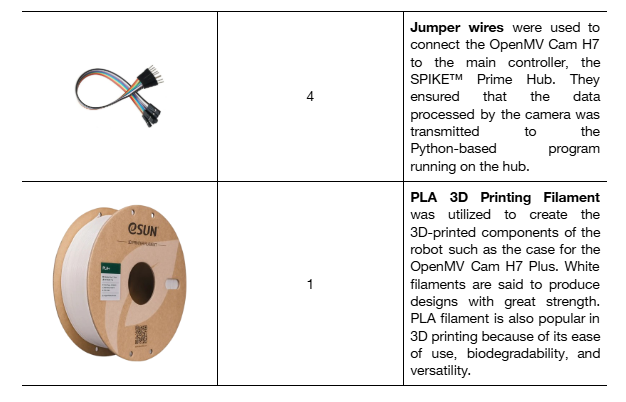 4
Jumper wires were used to
connect the OpenMV Cam H7
to the main controller, the
SPIKE™ Prime Hub. They
ensured that the data
processed by the camera was
transmitted to the
Python-based program
running on the hub.
eSUN
PLA+
1
PLA 3D Printing Filament
was utilized to create the
3D-printed components of the
robot such as the case for the
OpenMV Cam H7 Plus. White
filaments are said to produce
designs with great strength.
PLA filament is also popular in
3D printing because of its ease
of use, biodegradability, and
versatility.